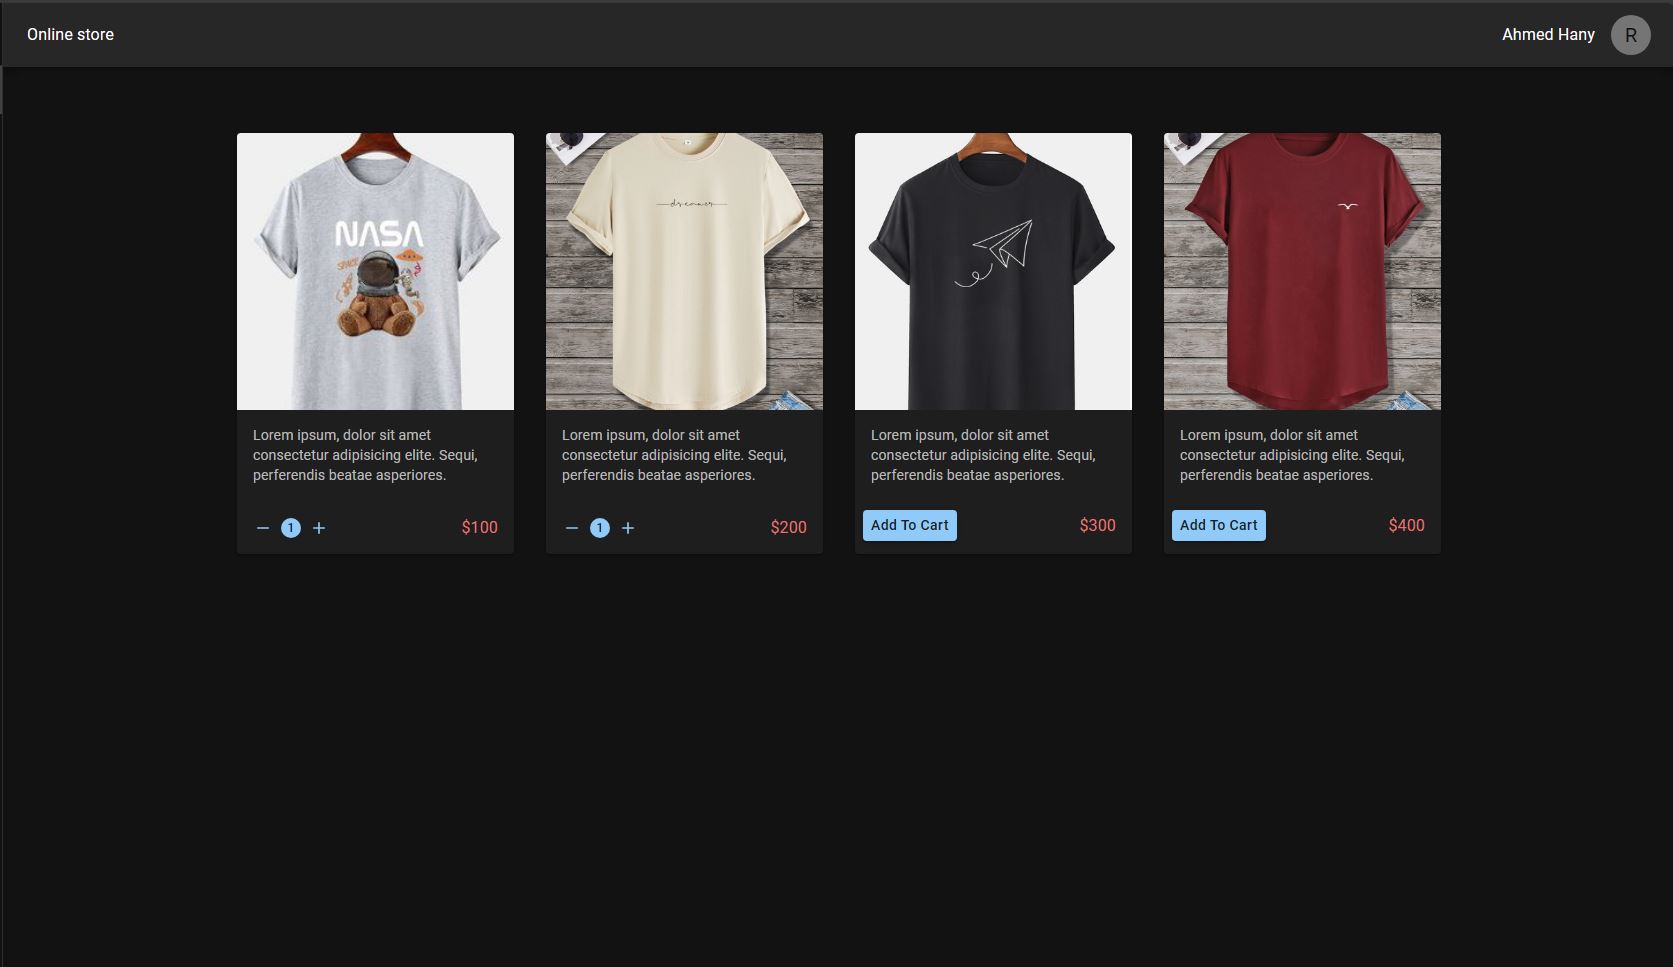 Online store
Ahmed Hany
R
NASA
SPACE
dreamer
Lorem ipsum, dolor sit amet
consectetur adipisicing elite. Sequi,
perferendis beatae asperiores.
1
$100
Lorem ipsum, dolor sit amet
consectetur adipisicing elite. Sequi,
perferendis beatae asperiores.
1
$200
Lorem ipsum, dolor sit amet
consectetur adipisicing elite. Sequi,
perferendis beatae asperiores.
Add To Cart
$300
Lorem ipsum, dolor sit amet
consectetur adipisicing elite. Sequi,
perferendis beatae asperiores.
Add To Cart
$400